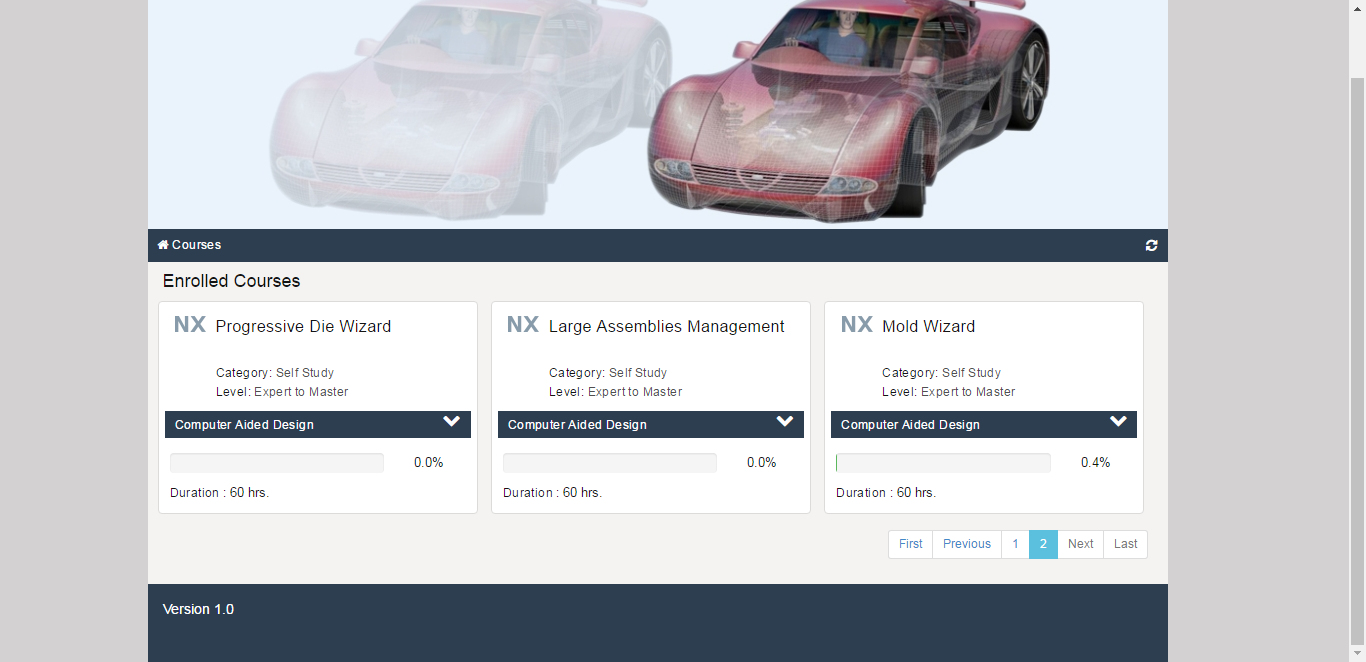 Courses
Enrolled Courses
NX Progressive Die Wizard
Category: Self Study
Level: Expert to Master
Computer Aided Design
0.0%
Duration : 60 hrs.
NX Large Assemblies Management
Category: Self Study
Level: Expert to Master
Computer Aided Design
0.0%
Duration : 60 hrs.
NX Mold Wizard
Category: Self Study
Level: Expert to Master
Computer Aided Design
0.4%
Duration : 60 hrs.
First Previous 1 2 Next Last
Version 1.0